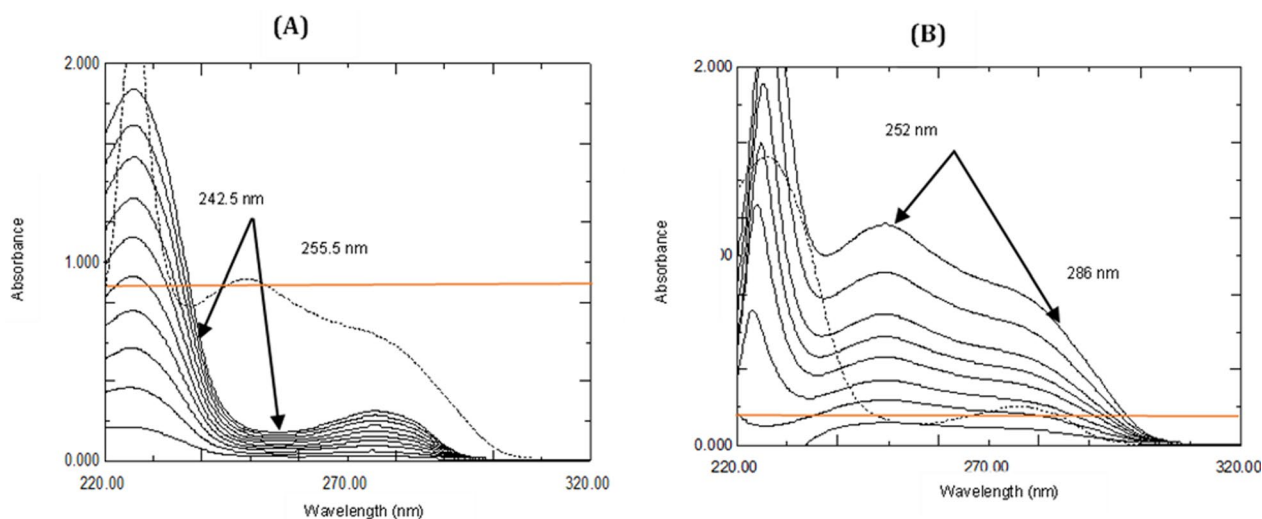 (A)
2.000
242.5 nm
255.5 nm
1.000
0.000
220.00
270.00
320.00
Absorbance
Wavelength (nm)
(B)
2.000
252 nm
286 nm
00
0.000
220.00
270.00
320.00
Absorbance
Wavelength (nm)